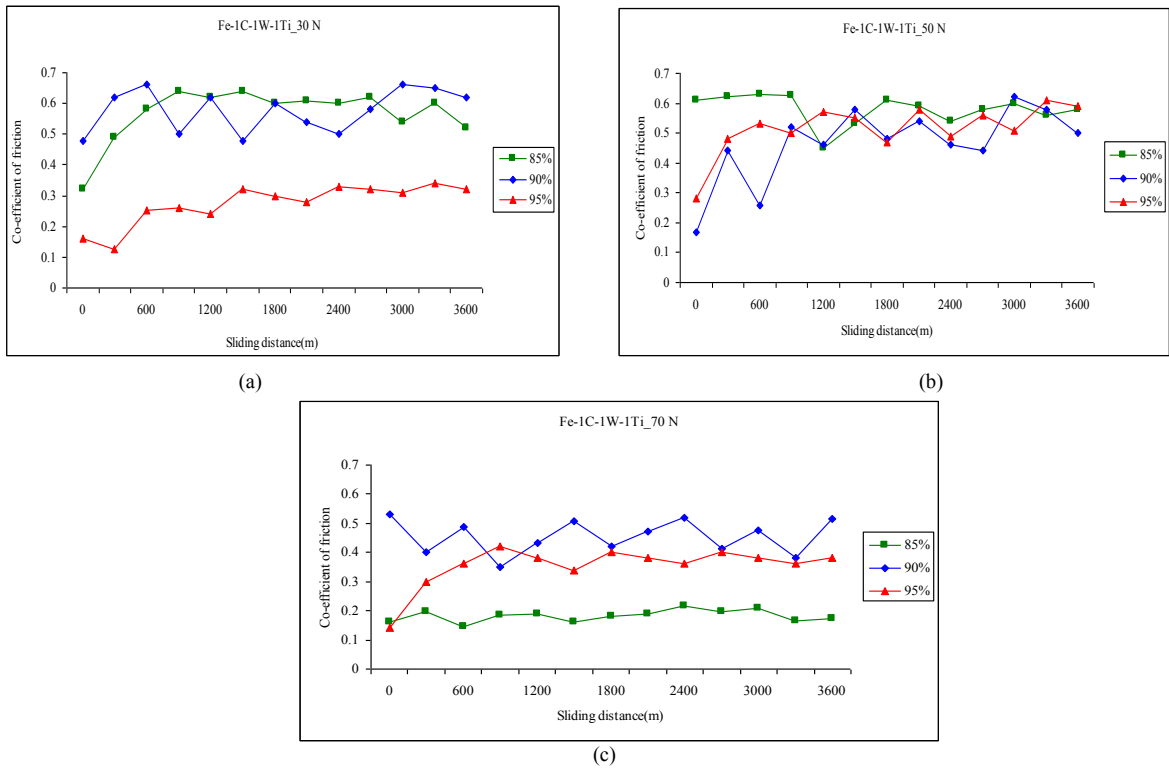 Fe-1C-1W-1Ti_30 N
Co-efficient of friction
0.7
0.6
0.5
0.4
0.3
0.2
0.1
0
0 600 1200 1800 2400 3000 3600
Sliding distance(m)
85%
90%
95%
(a)
Fe-1C-1W-1Ti_50 N
Co-efficient of friction
0.7
0.6
0.5
0.4
0.3
0.2
0.1
0
0 600 1200 1800 2400 3000 3600
Sliding distance(m)
85%
90%
95%
(b)
Fe-1C-1W-1Ti_70 N
Co-efficient of friction
0.7
0.6
0.5
0.4
0.3
0.2
0.1
0
0 600 1200 1800 2400 3000 3600
Sliding distance(m)
85%
90%
95%
(c)